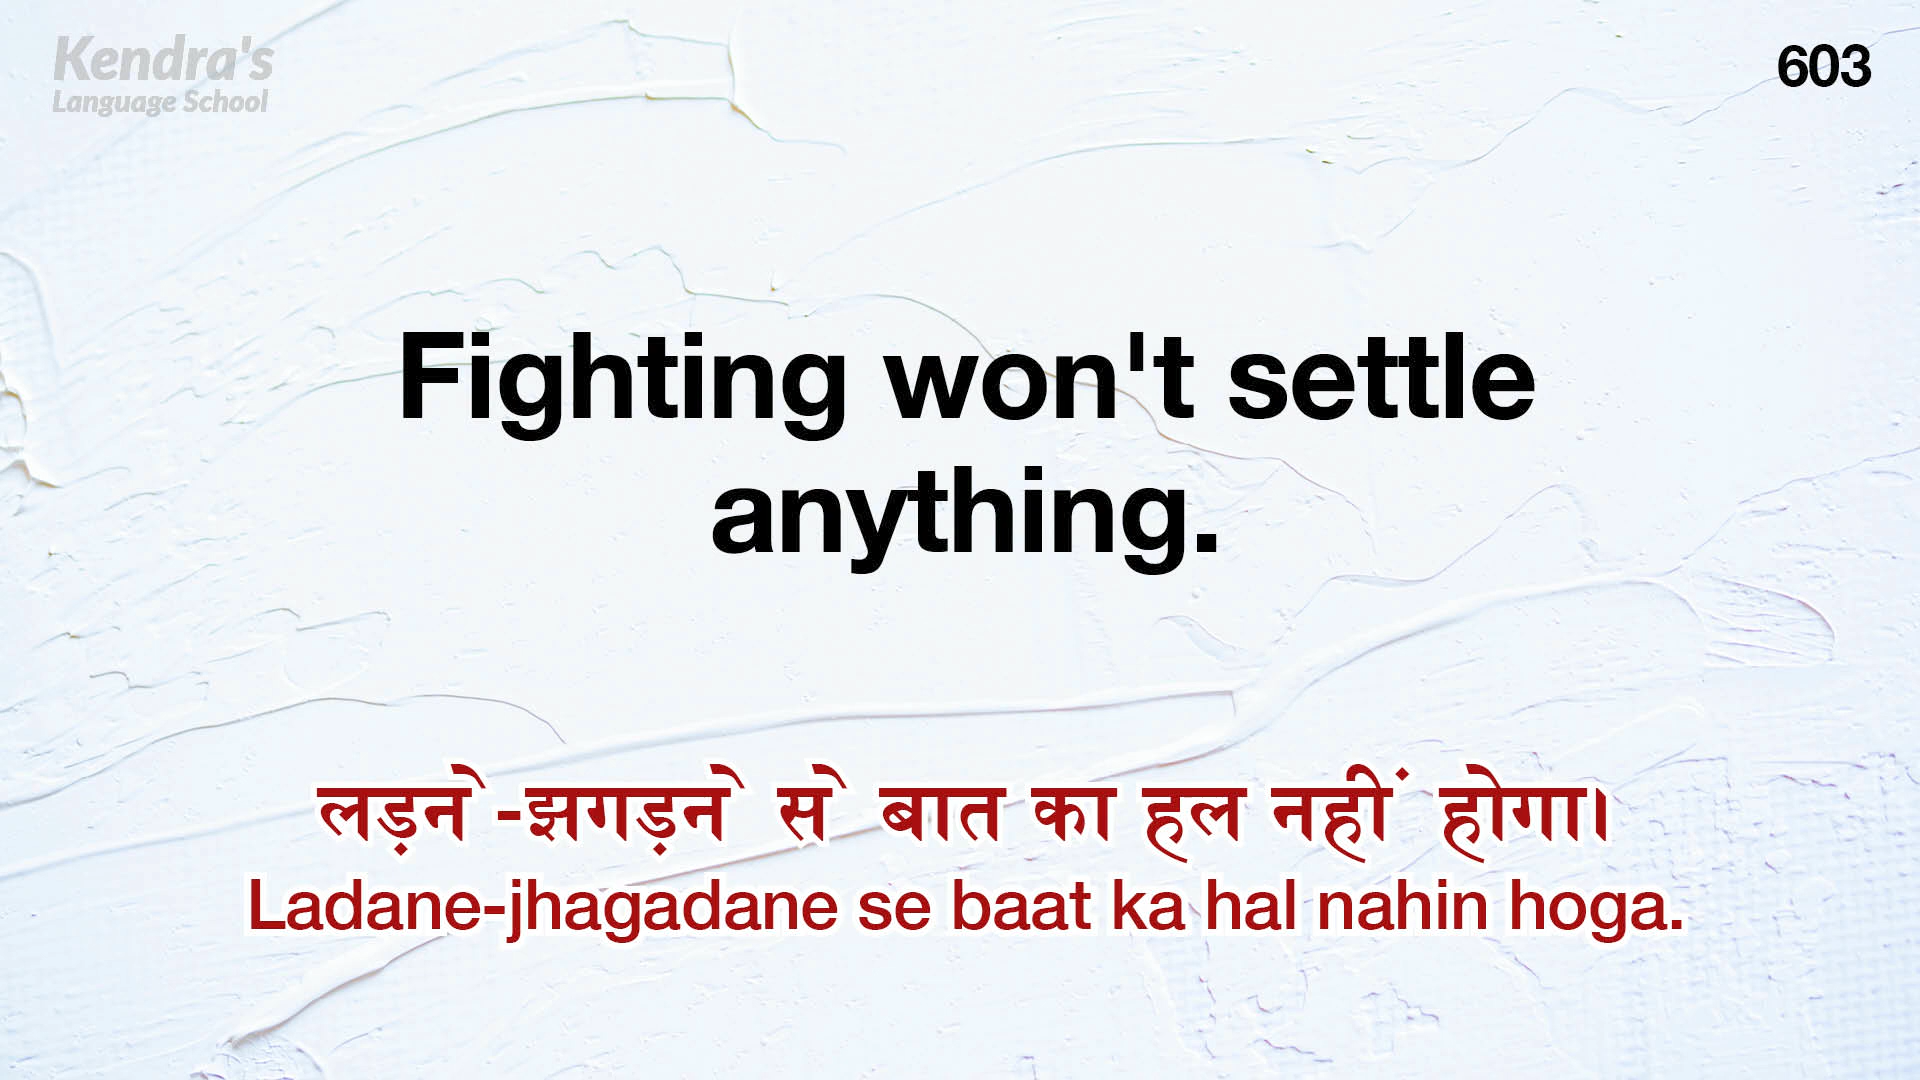 Kendra's
Language School
603
Fighting won't settle
anything.
लड़ने-झगड़ने से बात का हल नहीं होगा।
Ladane-jhagadane se baat ka hal nahin hoga.